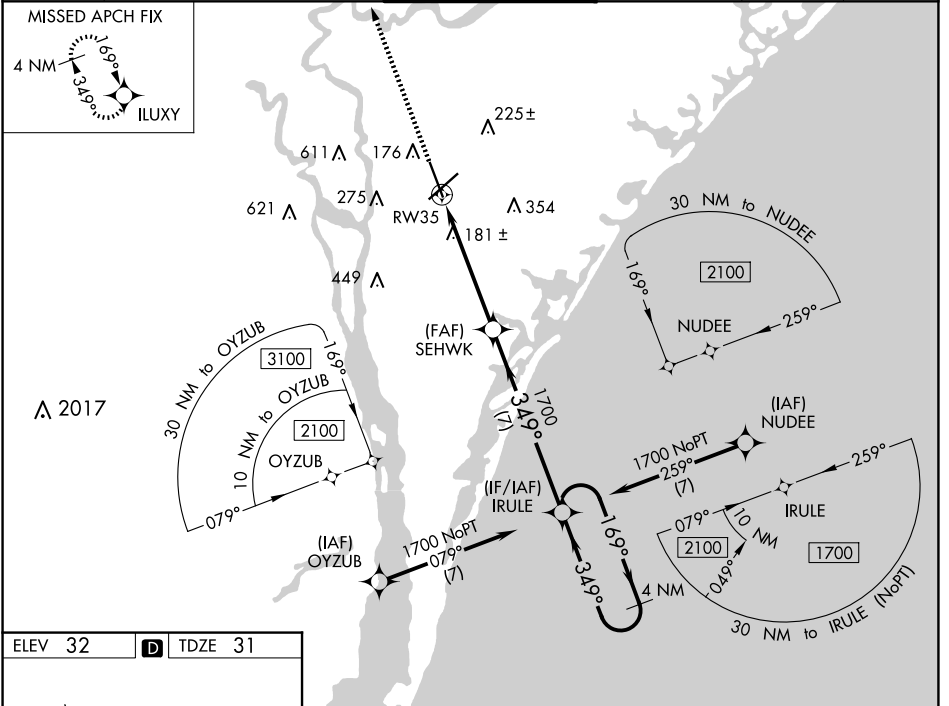 MISSED APCH FIX
4 NM
169°
349°
ILUXY
225±
611
176
275
354
621
RW35
181 ±
449
30 NM to NUDEE
2100
169°
259°
NUDEE
(FAF)
SEHWK
30 NM to OYZUB
3100
169°
10 NM to OYZUB
2100
OYZUB
079°
2017
1700
349°
(7)
(IAF)
NUDEE
1700 NoPT
259°
(7)
(IF/IAF)
IRULE
(IAF)
OYZUB
1700 NoPT
079°
(7)
169°
349°
4 NM
259°
IRULE
079°
10 NM
2100
049°
1700
30 NM to IRULE (NoPT)
ELEV 32
D
TDZE 31